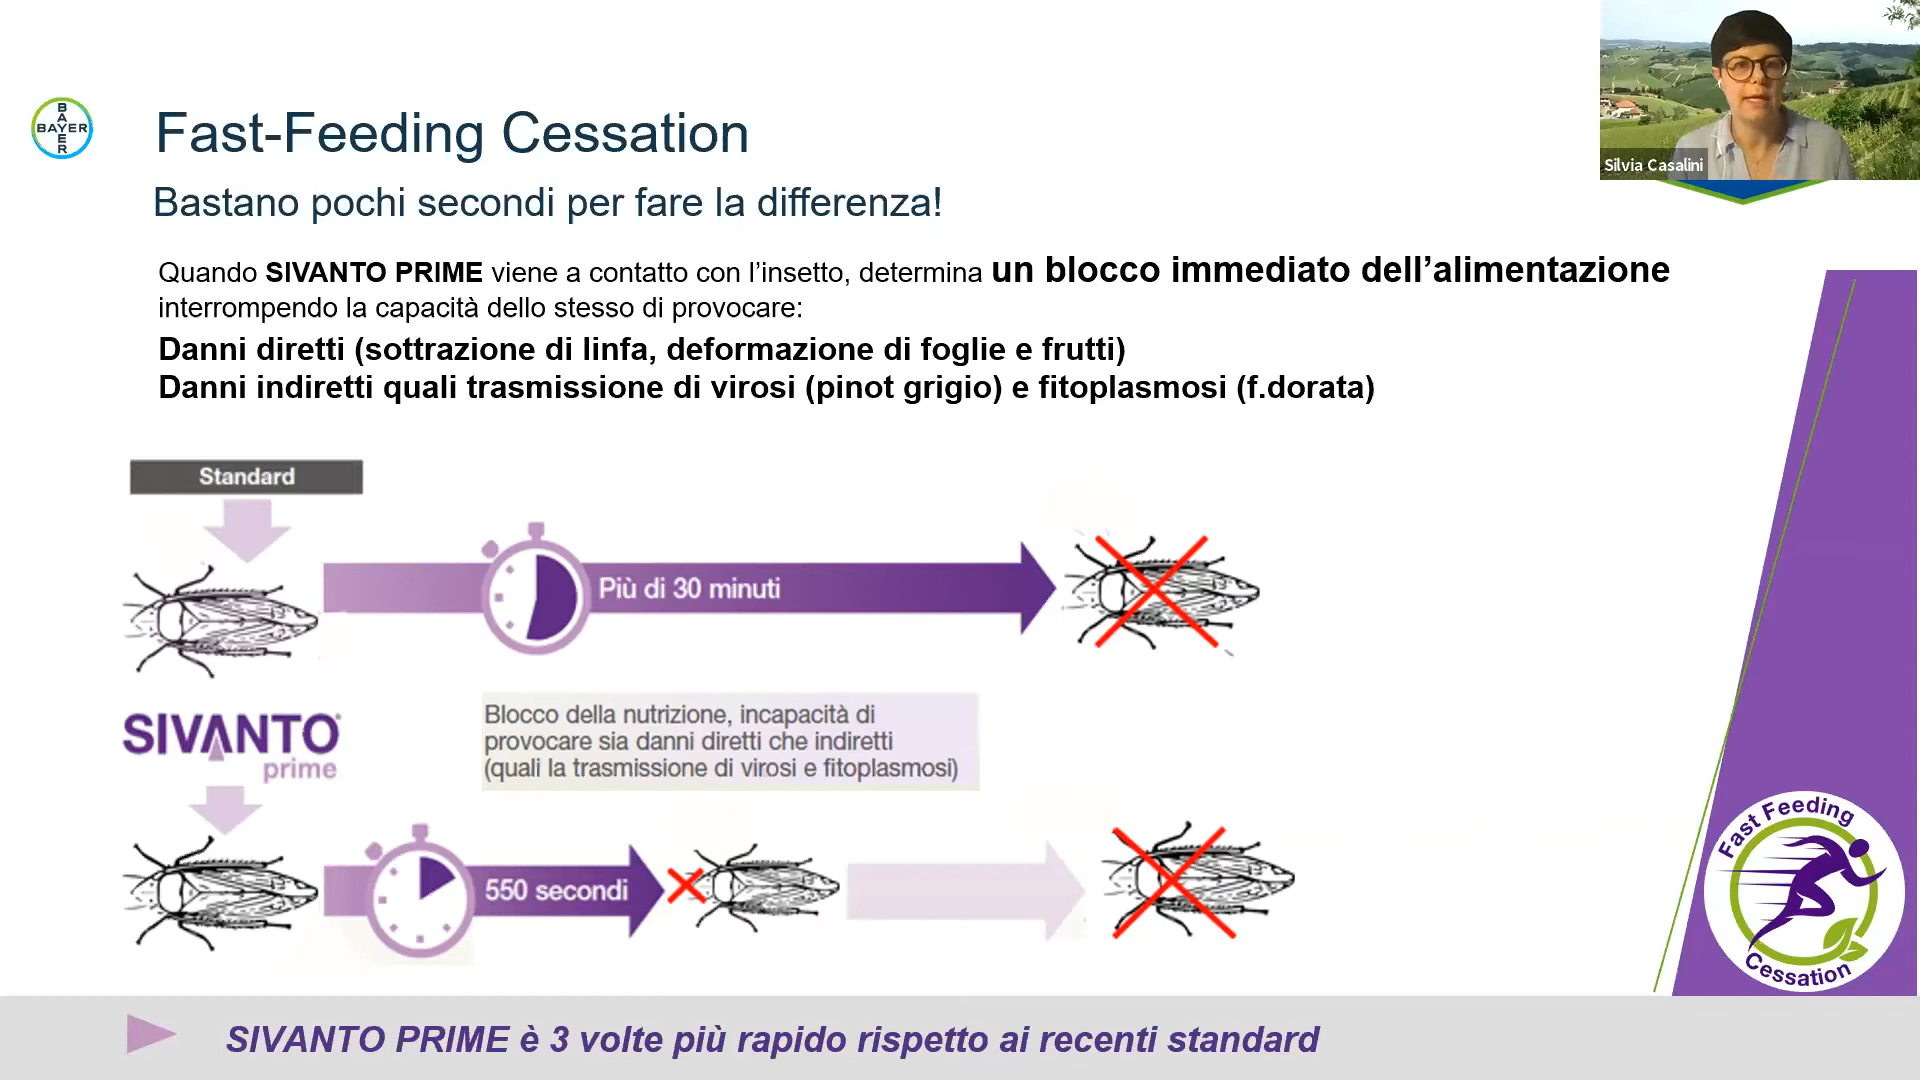 BAYER
BAYER
Fast-Feeding Cessation
Bastano pochi secondi per fare la differenza!
Silvia Casalini
Quando SIVANTO PRIME viene a contatto con l’insetto, determina un blocco immediato dell’alimentazione
interrompendo la capacità dello stesso di provocare:
Danni diretti (sottrazione di linfa, deformazione di foglie e frutti)
Danni indiretti quali trasmissione di virosi (pinot grigio) e fitoplasmosi (f.dorata)
Standard
Più di 30 minuti
SIVANTO®
prime
Blocco della nutrizione, incapacità di
provocare sia danni diretti che indiretti
(quali la trasmissione di virosi e fitoplasmosi)
550 secondi
Fast Feeding
Cessation
SIVANTO PRIME è 3 volte più rapido rispetto ai recenti standard